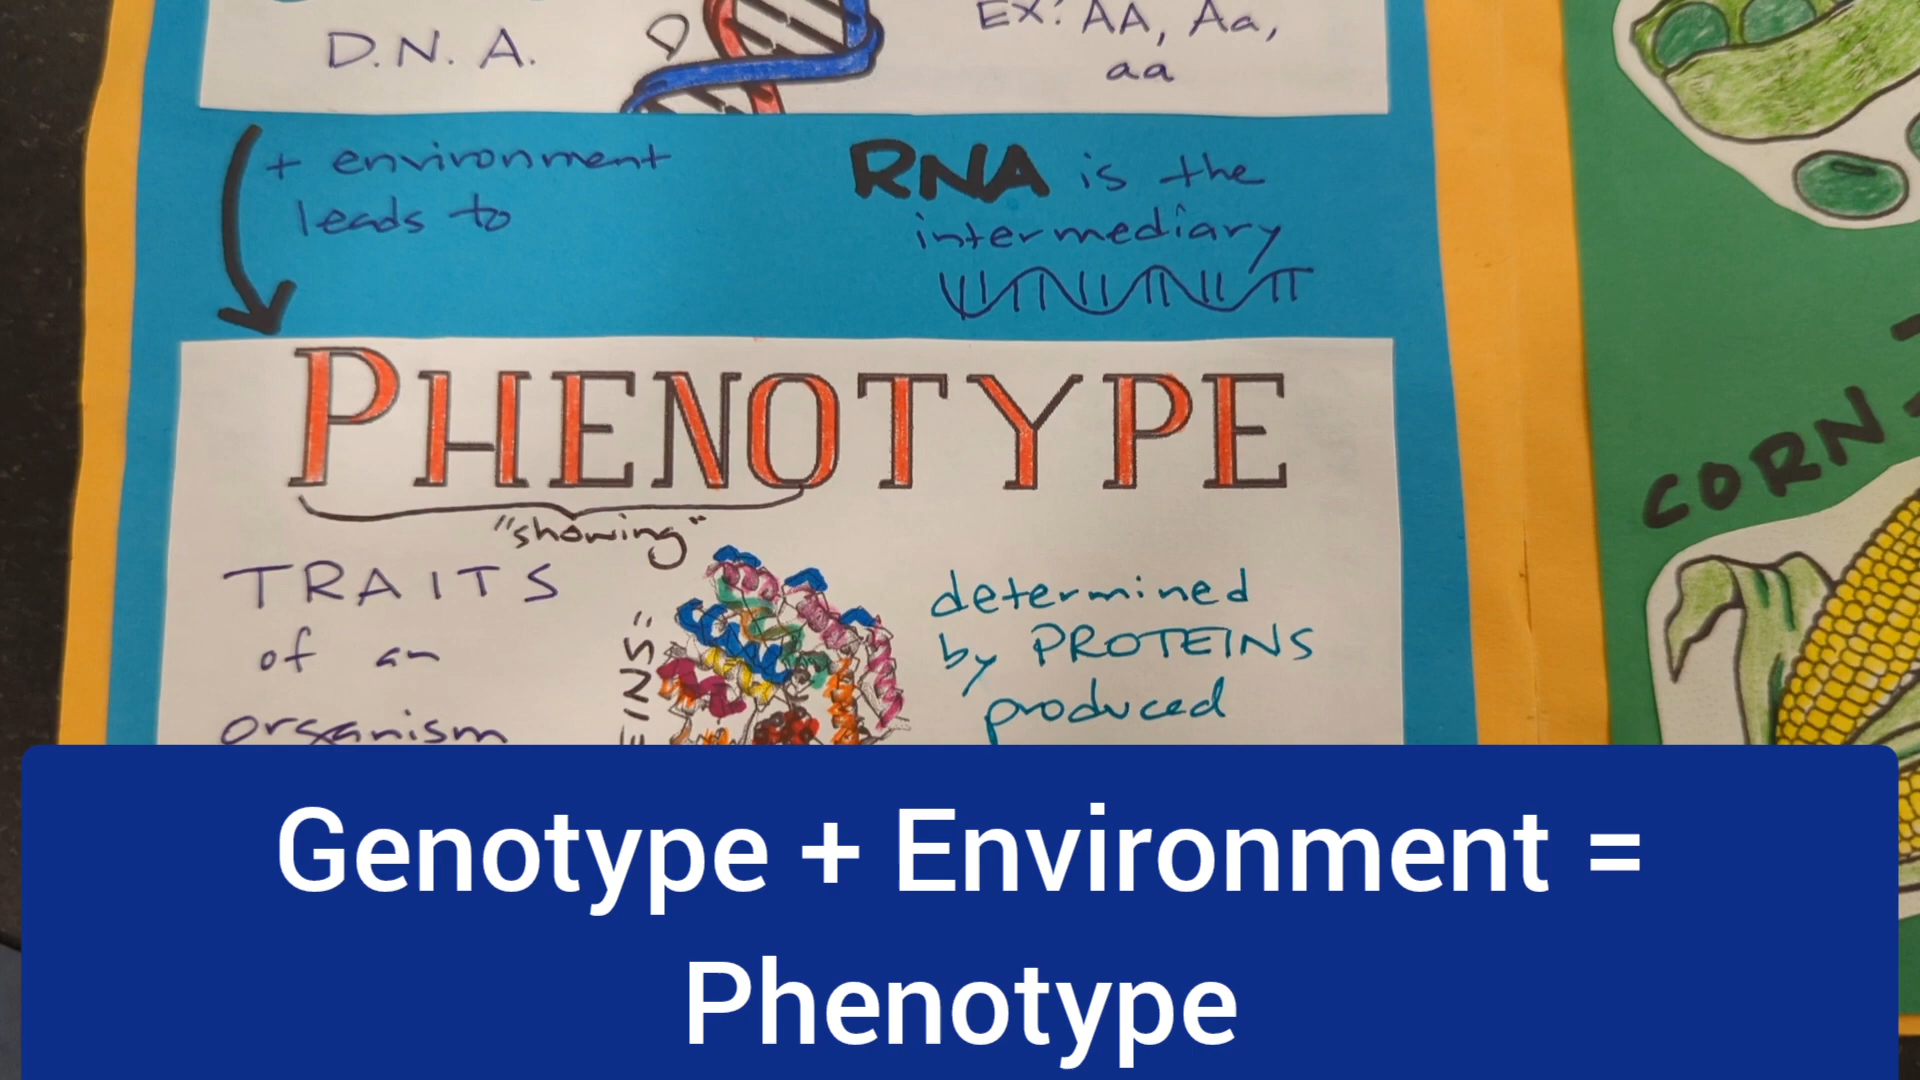 D.N.A.
EX: AA, Aa,
aa
+ environment
leads to
RNA is the
intermediary
PHENOTYPE
"showing"
TRAITS
of an
organism
EINS:
determined
by PROTEINS
produced
CORN
Genotype + Environment =
Phenotype